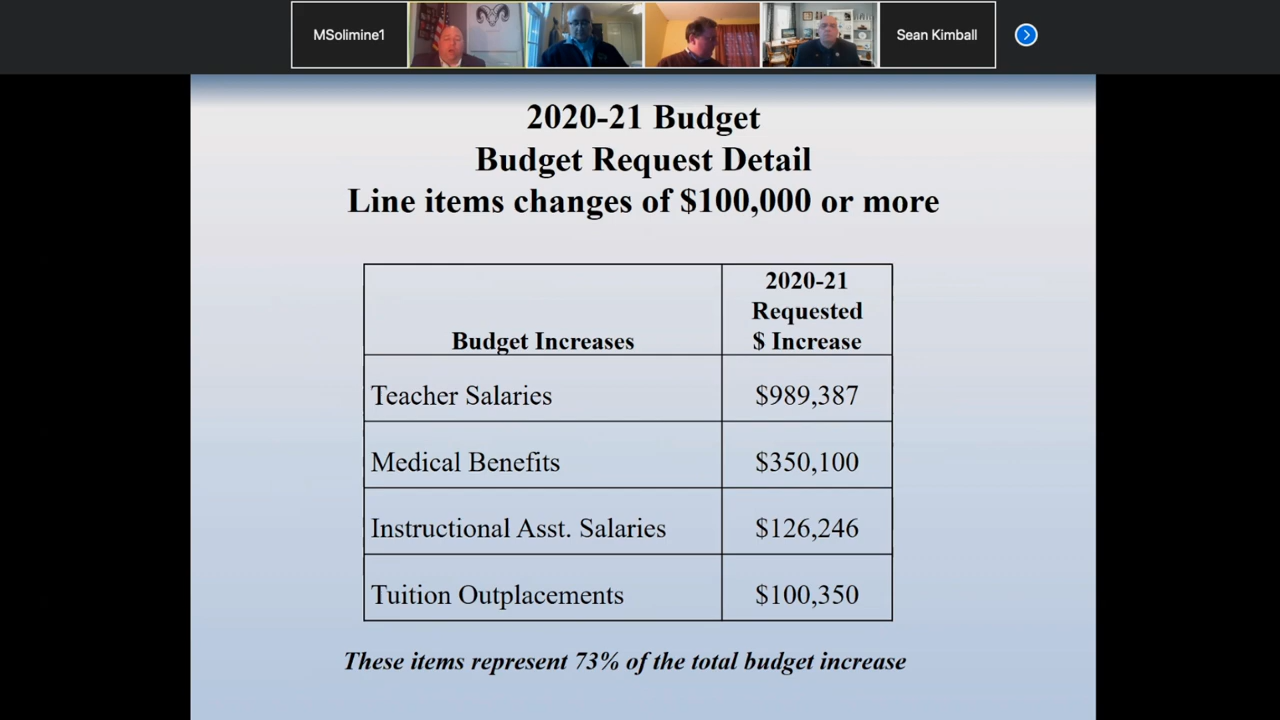 MSolimine1
Sean Kimball
2020-21 Budget
Budget Request Detail
Line items changes of $100,000 or more
Budget Increases
2020-21
Requested
$ Increase
Teacher Salaries $989,387
Medical Benefits $350,100
Instructional Asst. Salaries $126,246
Tuition Outplacements $100,350
These items represent 73% of the total budget increase